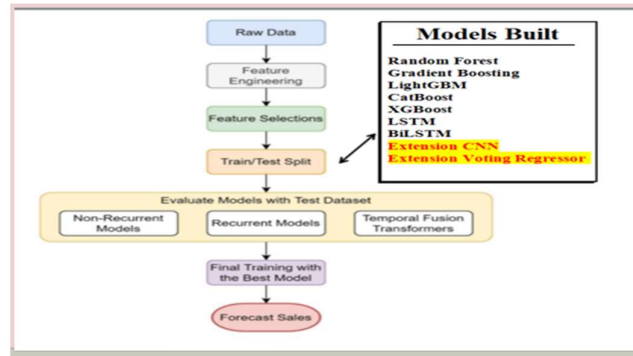 Raw Data
Feature
Engineering
Feature Selections
Train/Test Split
Evaluate Models with Test Dataset
Non-Recurrent
Models
Recurrent Models
Temporal Fusion
Transformers
Final Training with
the Best Model
Forecast Sales
Models Built
Random Forest
Gradient Boosting
LightGBM
CatBoost
XGBoost
LSTM
BiLSTM
Extension CNN
Extension Voting Regressor